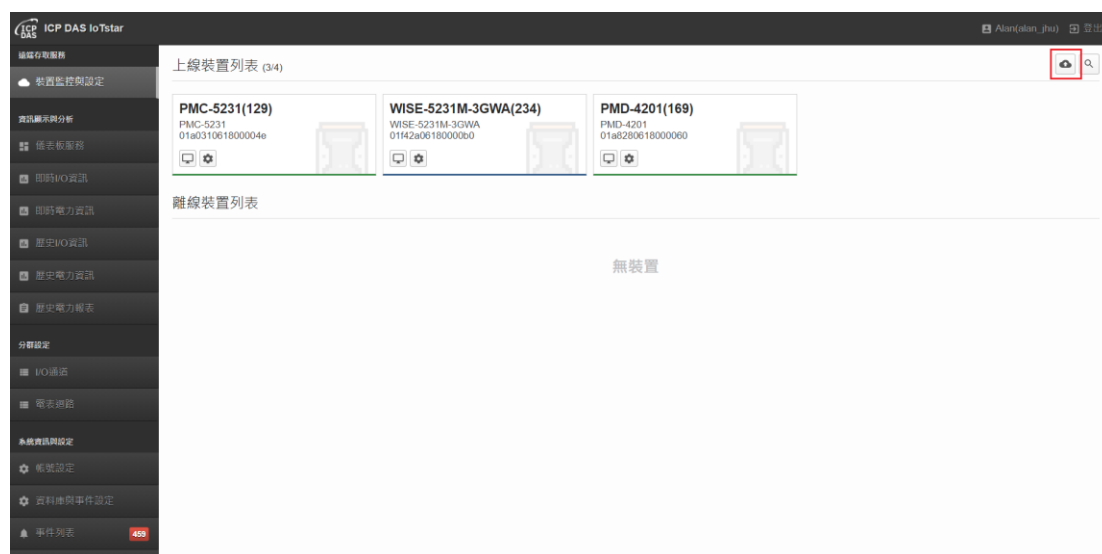 ICP DAS
ICP DAS IoTstar
Alan(alan_jhu) 登出
遠端存取服務
裝置監控與設定
資訊顯示與分析
儀表板服務
即時I/O資訊
即時電力資訊
歷史I/O資訊
歷史電力資訊
歷史電力報表
分群設定
I/O通道
電表迴路
系統資訊與設定
帳號設定
資料庫與事件設定
事件列表 459
上線裝置列表 (3/4)
PMC-5231(129)
PMC-5231
01a031061800004e
WISE-5231M-3GWA(234)
WISE-5231M-3GWA
01f42a06180000b0
PMD-4201(169)
PMD-4201
01a8280618000060
離線裝置列表
無裝置